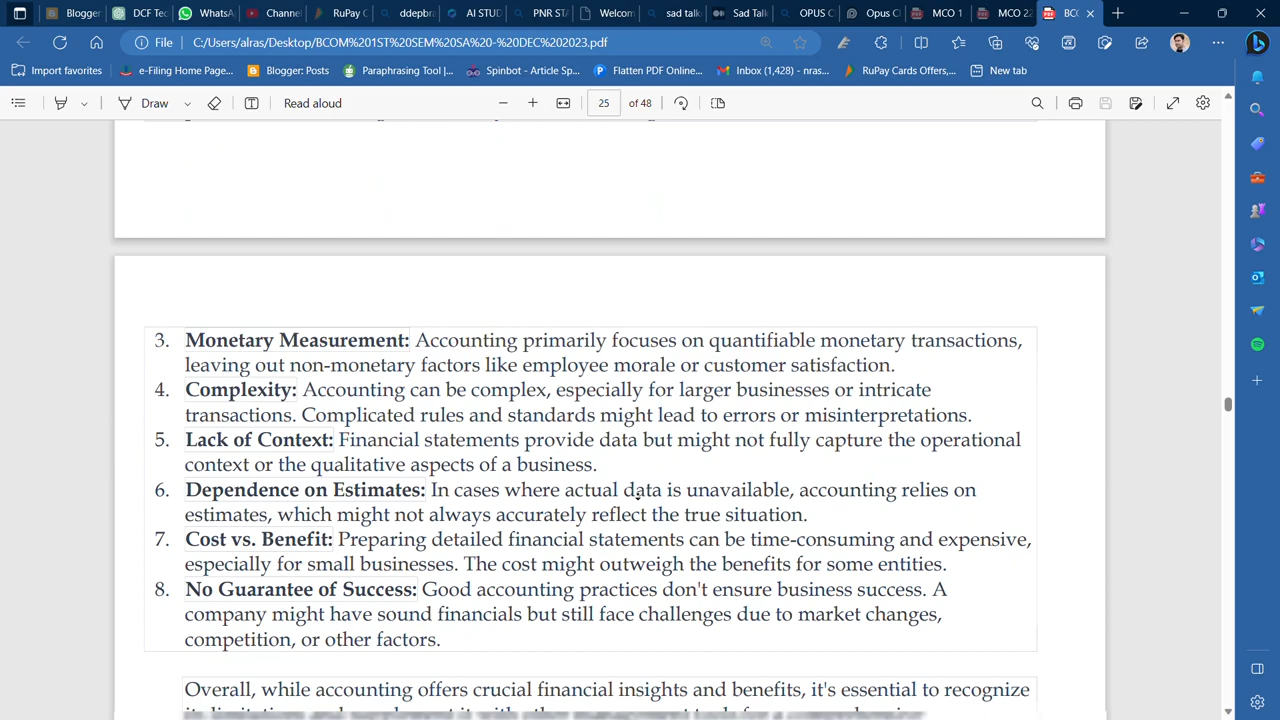 Blogger
DCF Tec
WhatsA
Channel
RuPay C
ddepbra
AI STUD
PNR STA
Welcom
sad talk
Sad Talk
OPUS C
Opus Cl
MCO 1
MCO 22
BCO
File
C:/Users/alras/Desktop/BCOM%201ST%20SEM%20SA%20-%20DEC%202023.pdf
Import favorites
e-Filing Home Page...
Blogger: Posts
Paraphrasing Tool |...
Spinbot - Article Sp...
Flatten PDF Online...
Inbox (1,428) - nras...
RuPay Cards Offers,...
New tab
Draw
Read aloud
25 of 48
3. Monetary Measurement: Accounting primarily focuses on quantifiable monetary transactions,
leaving out non-monetary factors like employee morale or customer satisfaction.
4. Complexity: Accounting can be complex, especially for larger businesses or intricate
transactions. Complicated rules and standards might lead to errors or misinterpretations.
5. Lack of Context: Financial statements provide data but might not fully capture the operational
context or the qualitative aspects of a business.
6. Dependence on Estimates: In cases where actual data is unavailable, accounting relies on
estimates, which might not always accurately reflect the true situation.
7. Cost vs. Benefit: Preparing detailed financial statements can be time-consuming and expensive,
especially for small businesses. The cost might outweigh the benefits for some entities.
8. No Guarantee of Success: Good accounting practices don't ensure business success. A
company might have sound financials but still face challenges due to market changes,
competition, or other factors.
Overall, while accounting offers crucial financial insights and benefits, it's essential to recognize